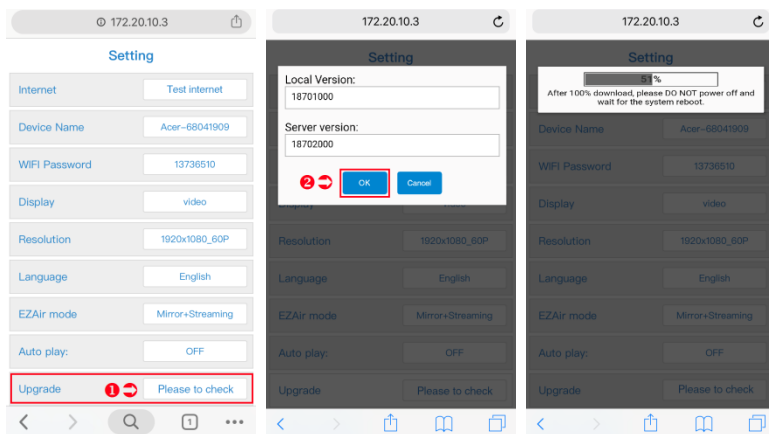 172.20.10.3
Setting
Internet Test internet
Device Name Acer-68041909
WIFI Password 13736510
Display video
Resolution 1920x1080_60P
Language English
EZAir mode Mirror+Streaming
Auto play: OFF
Upgrade 1 Please to check
1
172.20.10.3
Setting
Local Version:
18701000
Server version:
18702000
2 OK Cancel
Display video
Resolution 1920x1080_60P
Language English
EZAir mode Mirror+Streaming
Auto play: OFF
Upgrade Please to check
172.20.10.3
Setting
51%
After 100% download, please DO NOT power off and
wait for the system reboot.
Device Name Acer-68041909
WIFI Password 13736510
Display video
Resolution 1920x1080_60P
Language English
EZAir mode Mirror+Streaming
Auto play: OFF
Upgrade Please to check